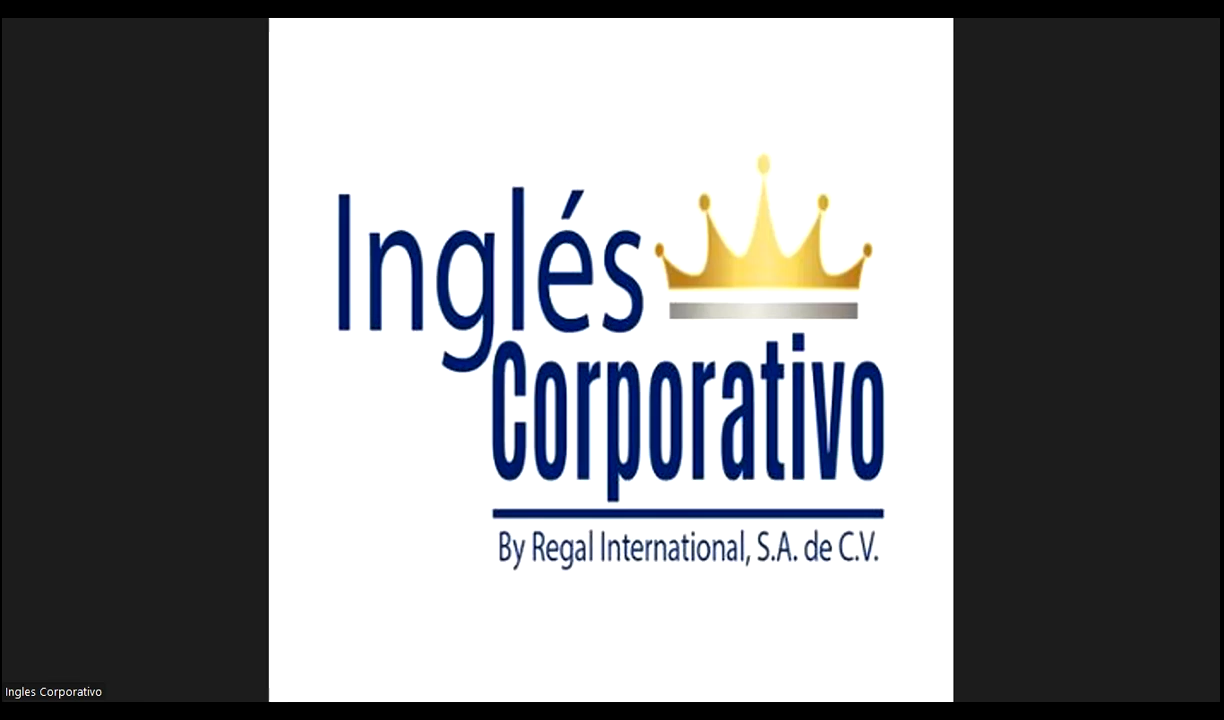 Inglés
Corporativo
By Regal International, S.A. de C.V.
Ingles Corporativo